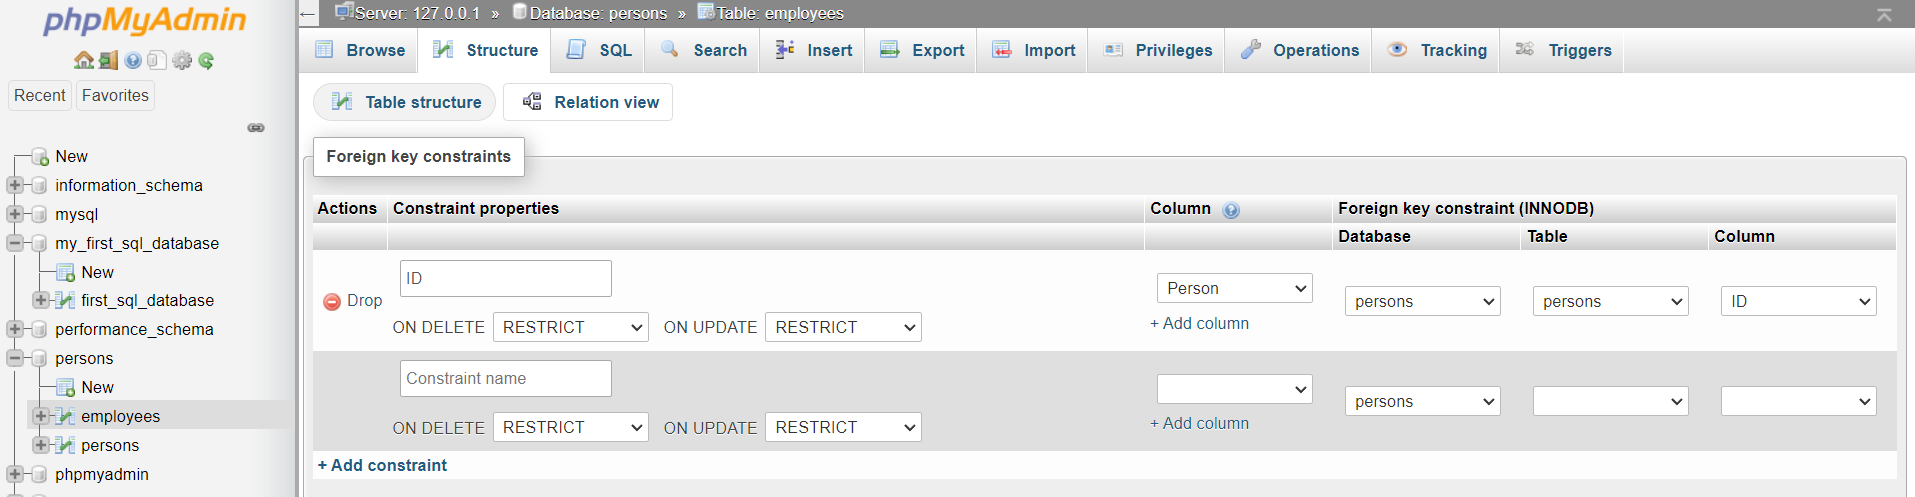 phpMyAdmin
Recent Favorites
New
information_schema
mysql
my_first_sql_database
New
first_sql_database
performance_schema
persons
New
employees
persons
phpmyadmin
Server: 127.0.0.1 » Database: persons » Table: employees
Browse Structure SQL Search Insert Export Import Privileges Operations Tracking Triggers
Table structure Relation view
Foreign key constraints
Actions Constraint properties Column Foreign key constraint (INNODB)
Database Table Column
ID
Drop Person persons persons ID
ON DELETE RESTRICT ON UPDATE RESTRICT + Add column
Constraint name
persons
ON DELETE RESTRICT ON UPDATE RESTRICT + Add column
+ Add constraint